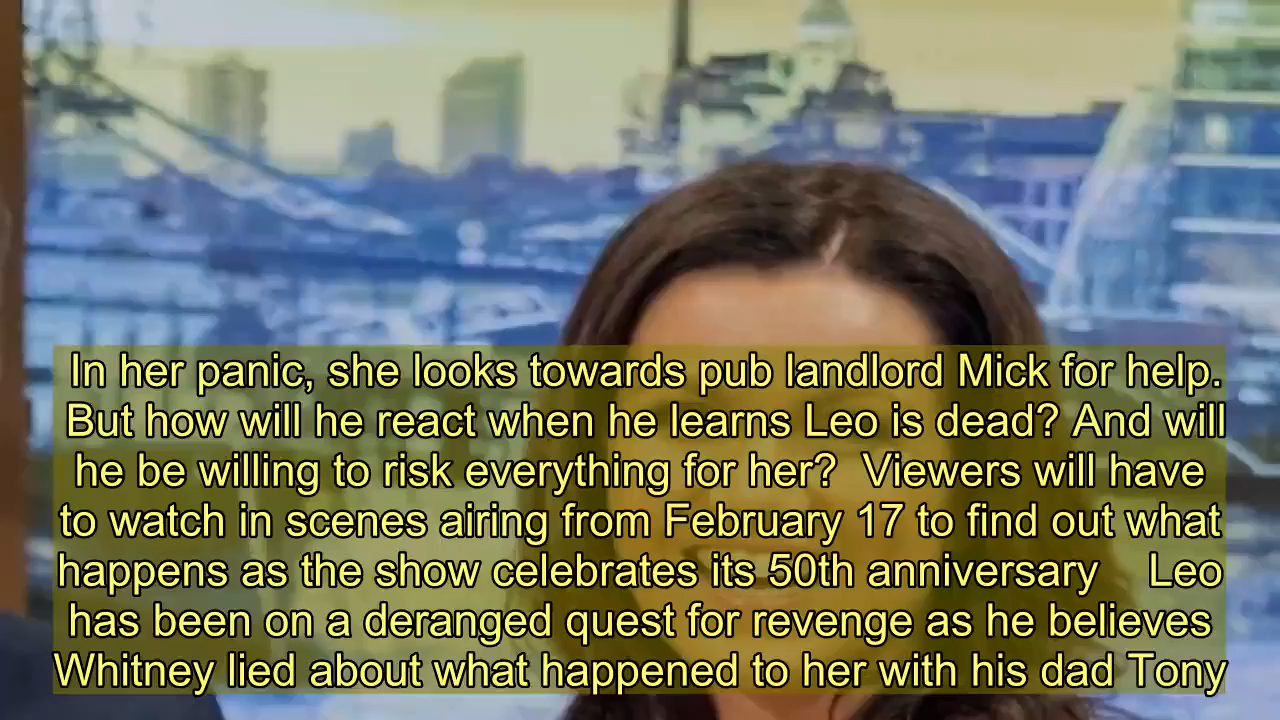 In her panic, she looks towards pub landlord Mick for help.
But how will he react when he learns Leo is dead? And will
he be willing to risk everything for her?  Viewers will have
to watch in scenes airing from February 17 to find out what
happens as the show celebrates its 50th anniversary    Leo
has been on a deranged quest for revenge as he believes
Whitney lied about what happened to her with his dad Tony